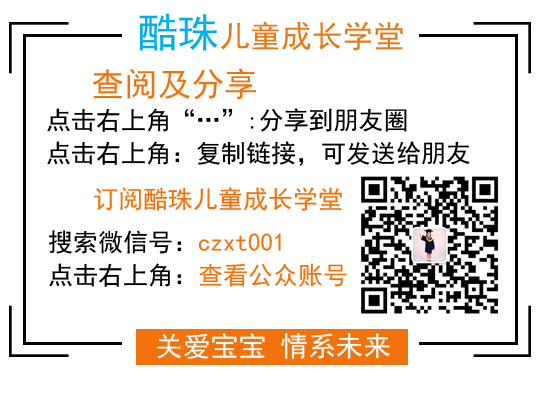 酷珠儿童成长学堂
查阅及分享
点击右上角“…”:分享到朋友圈
点击右上角：复制链接，可发送给朋友
订阅酷珠儿童成长学堂
搜索微信号：czxt001
点击右上角：查看公众账号
关爱宝宝 情系未来